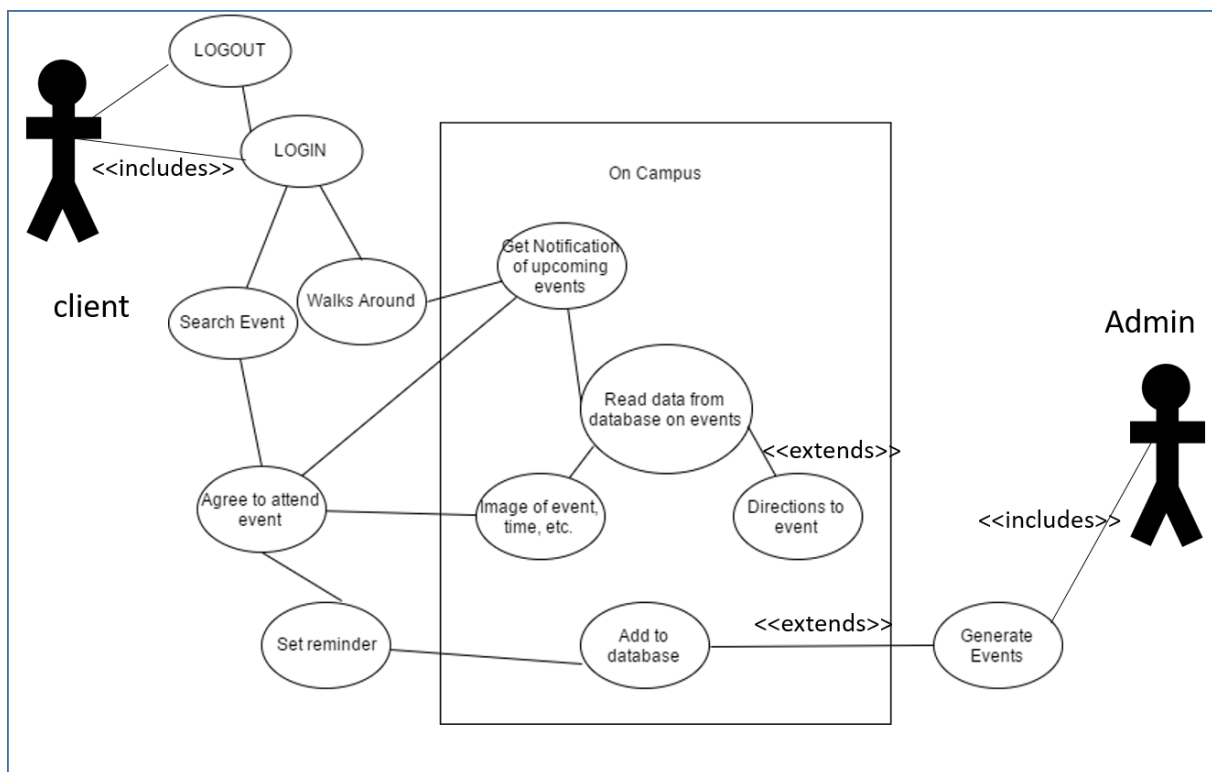 LOGOUT
LOGIN
<<includes>>
On Campus
Get Notification
of upcoming
events
client
Search Event
Walks Around
Admin
Read data from
database on events
<<extends>>
Agree to attend
event
Image of event,
time, etc.
Directions to
event
<<includes>>
Set reminder
Add to
database
<<extends>>
Generate
Events